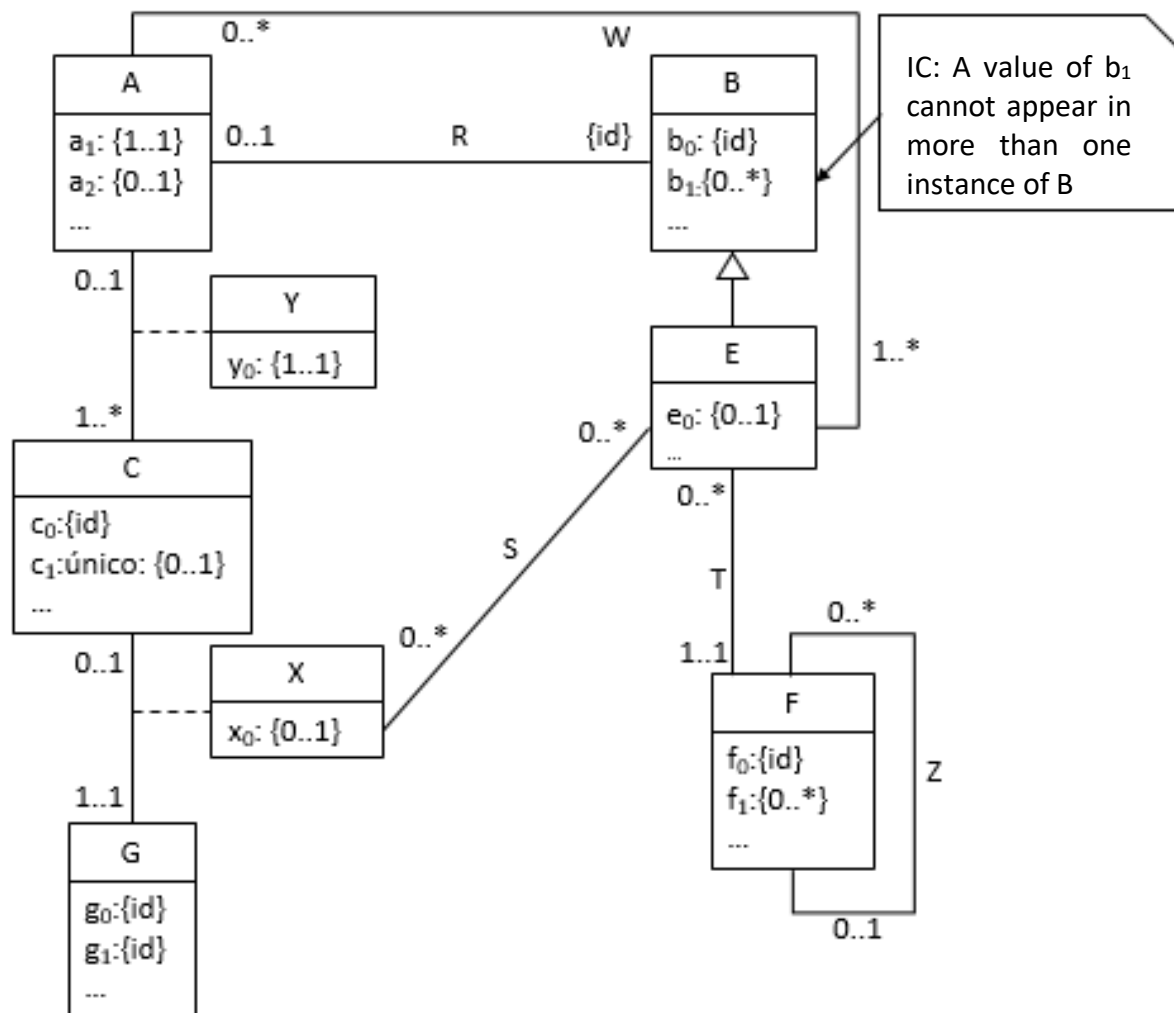 0..*
W
A
a₁: {1..1}
a₂: {0..1}
...
0..1
R
{id}
B
b₀: {id}
b₁:{0..*}
...
IC: A value of b₁
cannot appear in
more than one
instance of B
0..1
Y
y₀: {1..1}
1..*
E
e₀: {0..1}
...
1..*
0..*
C
c₀:{id}
c₁:único: {0..1}
...
0..*
S
T
0..1
X
x₀: {0..1}
0..*
1..1
0..*
F
f₀:{id}
f₁:{0..*}
...
Z
0..1
1..1
G
g₀:{id}
g₁:{id}
...